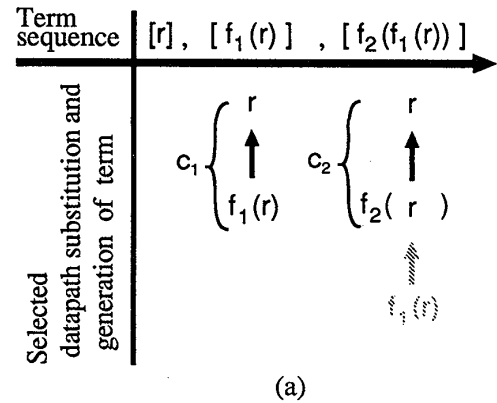 Term
sequence
[r], [f₁(r)], [f₂(f₁(r))]
Selected
datapath substitution and
generation of term
r
c₁
f₁(r)
r
c₂
f₂( r )
f₁(r)
(a)